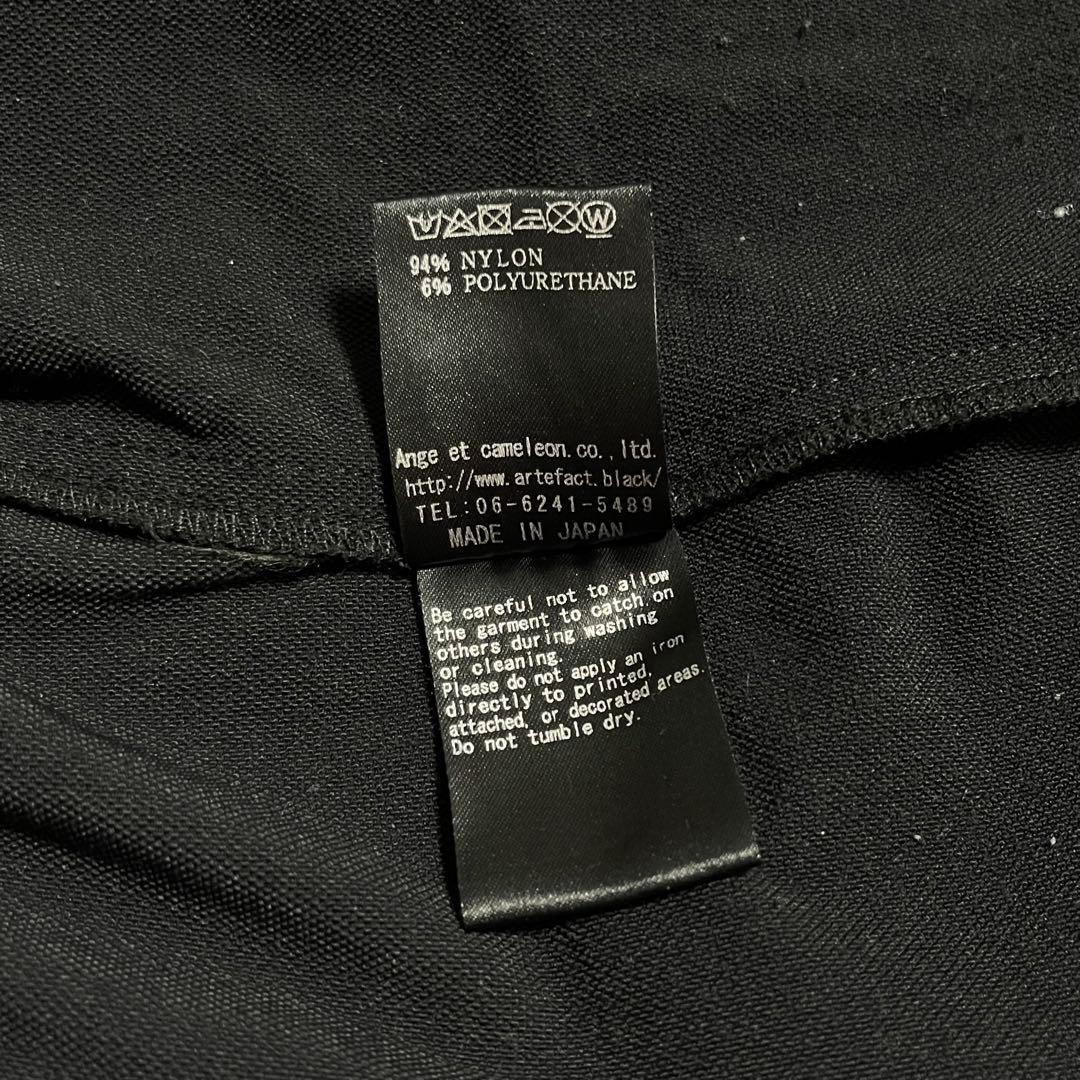 94% NYLON
6% POLYURETHANE
Ange et cameleon.co.,ltd.
http://www.artefact.black/
TEL:06-6241-5489
MADE IN JAPAN
Be careful not to allow
the garment to catch on
others during washing
or cleaning.
Please do not apply an iron
directly to printed,
attached, or decorated areas.
Do not tumble dry.